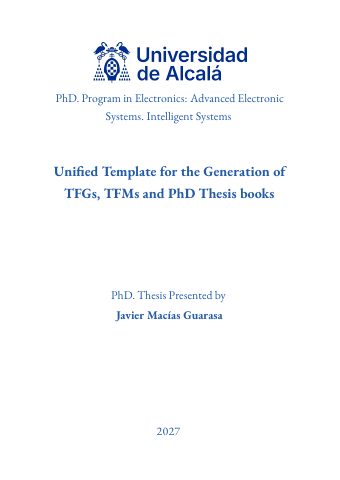 Universidad
de Alcalá
PhD. Program in Electronics: Advanced Electronic
Systems. Intelligent Systems
Unified Template for the Generation of
TFGs, TFMs and PhD Thesis books
PhD. Thesis Presented by
Javier Macías Guarasa
2027